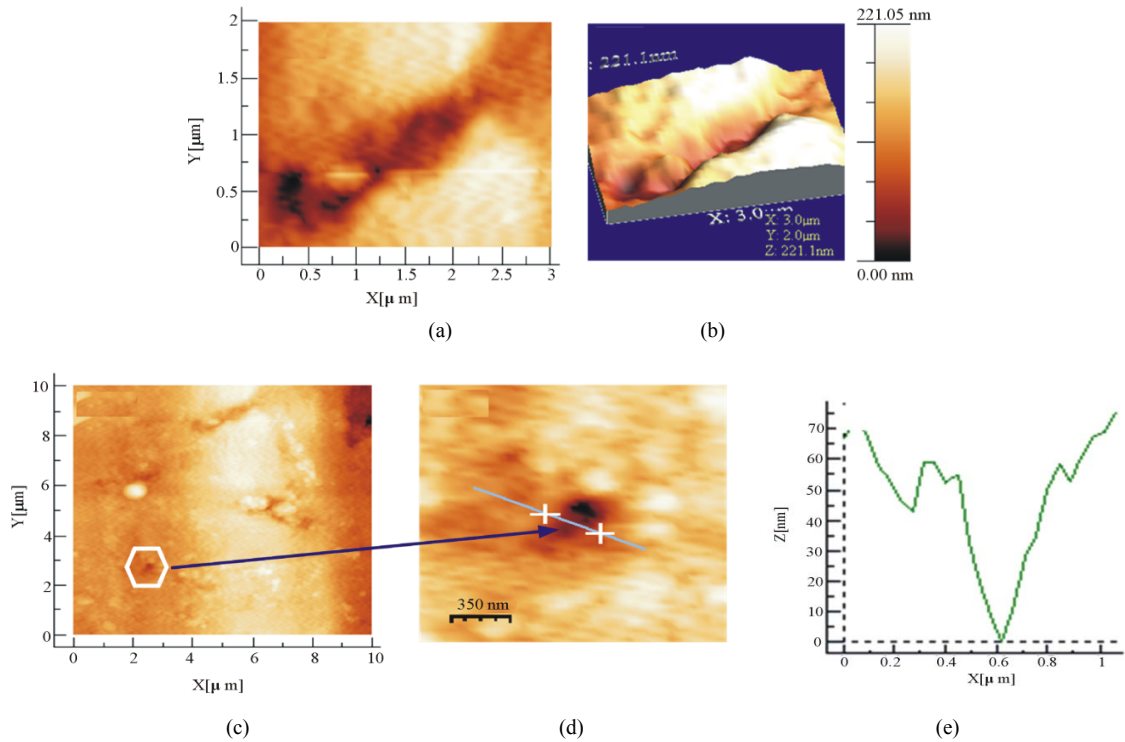 2
1.5
1
0.5
0
Y[μm]
0 0.5 1 1.5 2 2.5 3
X[μ m]
(a)
: 221.1nm
X: 3.0μm
X: 3.0μm
Y: 2.0μm
Z: 221.1nm
221.05 nm
0.00 nm
(b)
10
8
6
4
2
0
Y[μm]
0 2 4 6 8 10
X[μ m]
(c)
350 nm
(d)
70
60
50
40
30
20
10
0
Z[nm]
0 0.2 0.4 0.6 0.8 1
X[μ m]
(e)